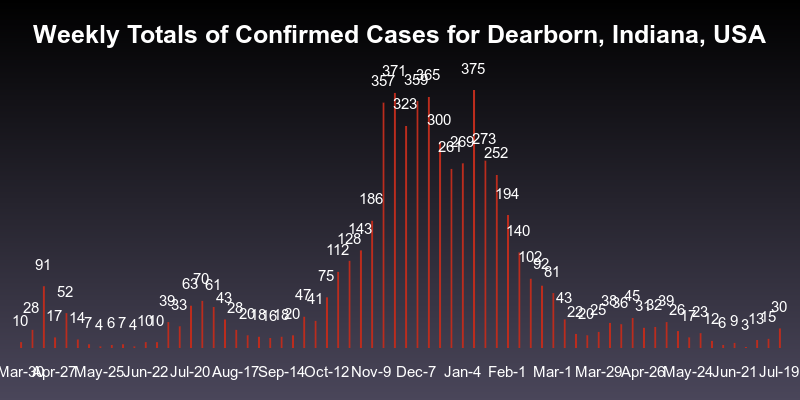 Weekly Totals of Confirmed Cases for Dearborn, Indiana, USA
10 28 91 17 52 14 7 4 6 7 4 10 10 39 33 63 70 61 43 28 20 18 16 18 20 47 41 75 112 128 143 186 357 371 323 359 365 300 261 269 375 273 252 194 140 102 92 81 43 22 20 25 38 36 45 31 32 39 26 17 23 12 6 9 3 13 15 30
Mar-30 Apr-27 May-25 Jun-22 Jul-20 Aug-17 Sep-14 Oct-12 Nov-9 Dec-7 Jan-4 Feb-1 Mar-1 Mar-29 Apr-26 May-24 Jun-21 Jul-19